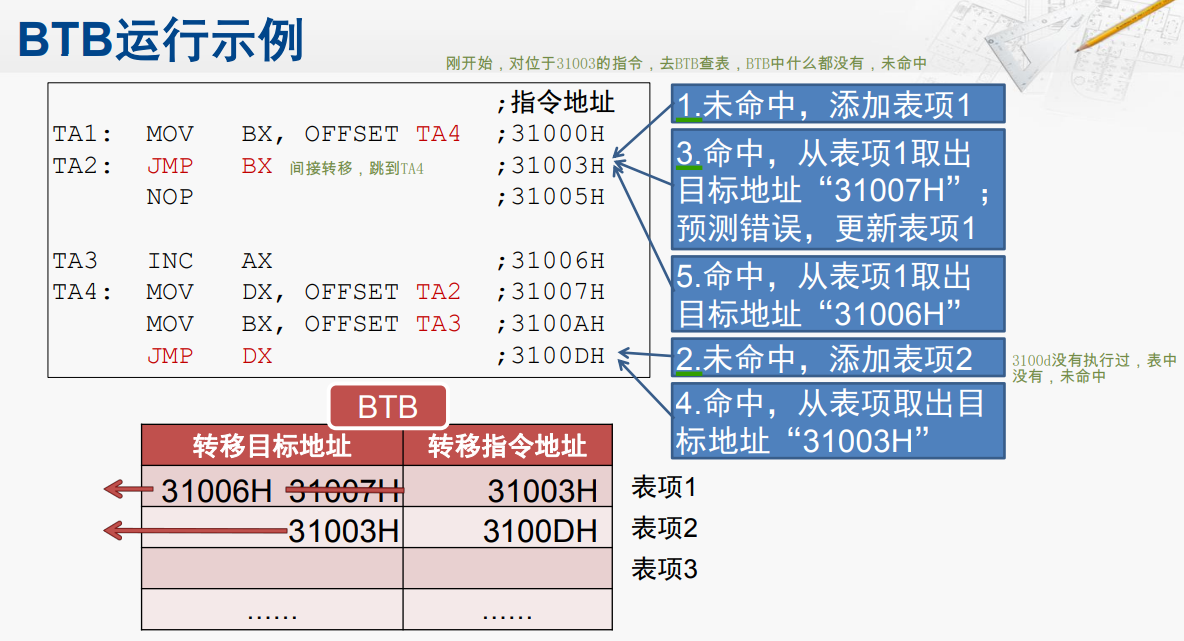 BTB运行示例
刚开始，对位于31003的指令，去BTB查表，BTB中什么都没有，未命中
;指令地址
TA1: MOV BX, OFFSET TA4 ;31000H
TA2: JMP BX 间接转移，跳到TA4 ;31003H
NOP ;31005H
TA3 INC AX ;31006H
TA4: MOV DX, OFFSET TA2 ;31007H
MOV BX, OFFSET TA3 ;3100AH
JMP DX ;3100DH
1.未命中，添加表项1
3.命中，从表项1取出
目标地址“31007H”；
预测错误，更新表项1
5.命中，从表项1取出
目标地址“31006H”
2.未命中，添加表项2
3100d没有执行过，表中
没有，未命中
4.命中，从表项取出目
标地址“31003H”
BTB
转移目标地址 转移指令地址
31006H 31007H 31003H 表项1
31003H 3100DH 表项2
表项3
…… ……